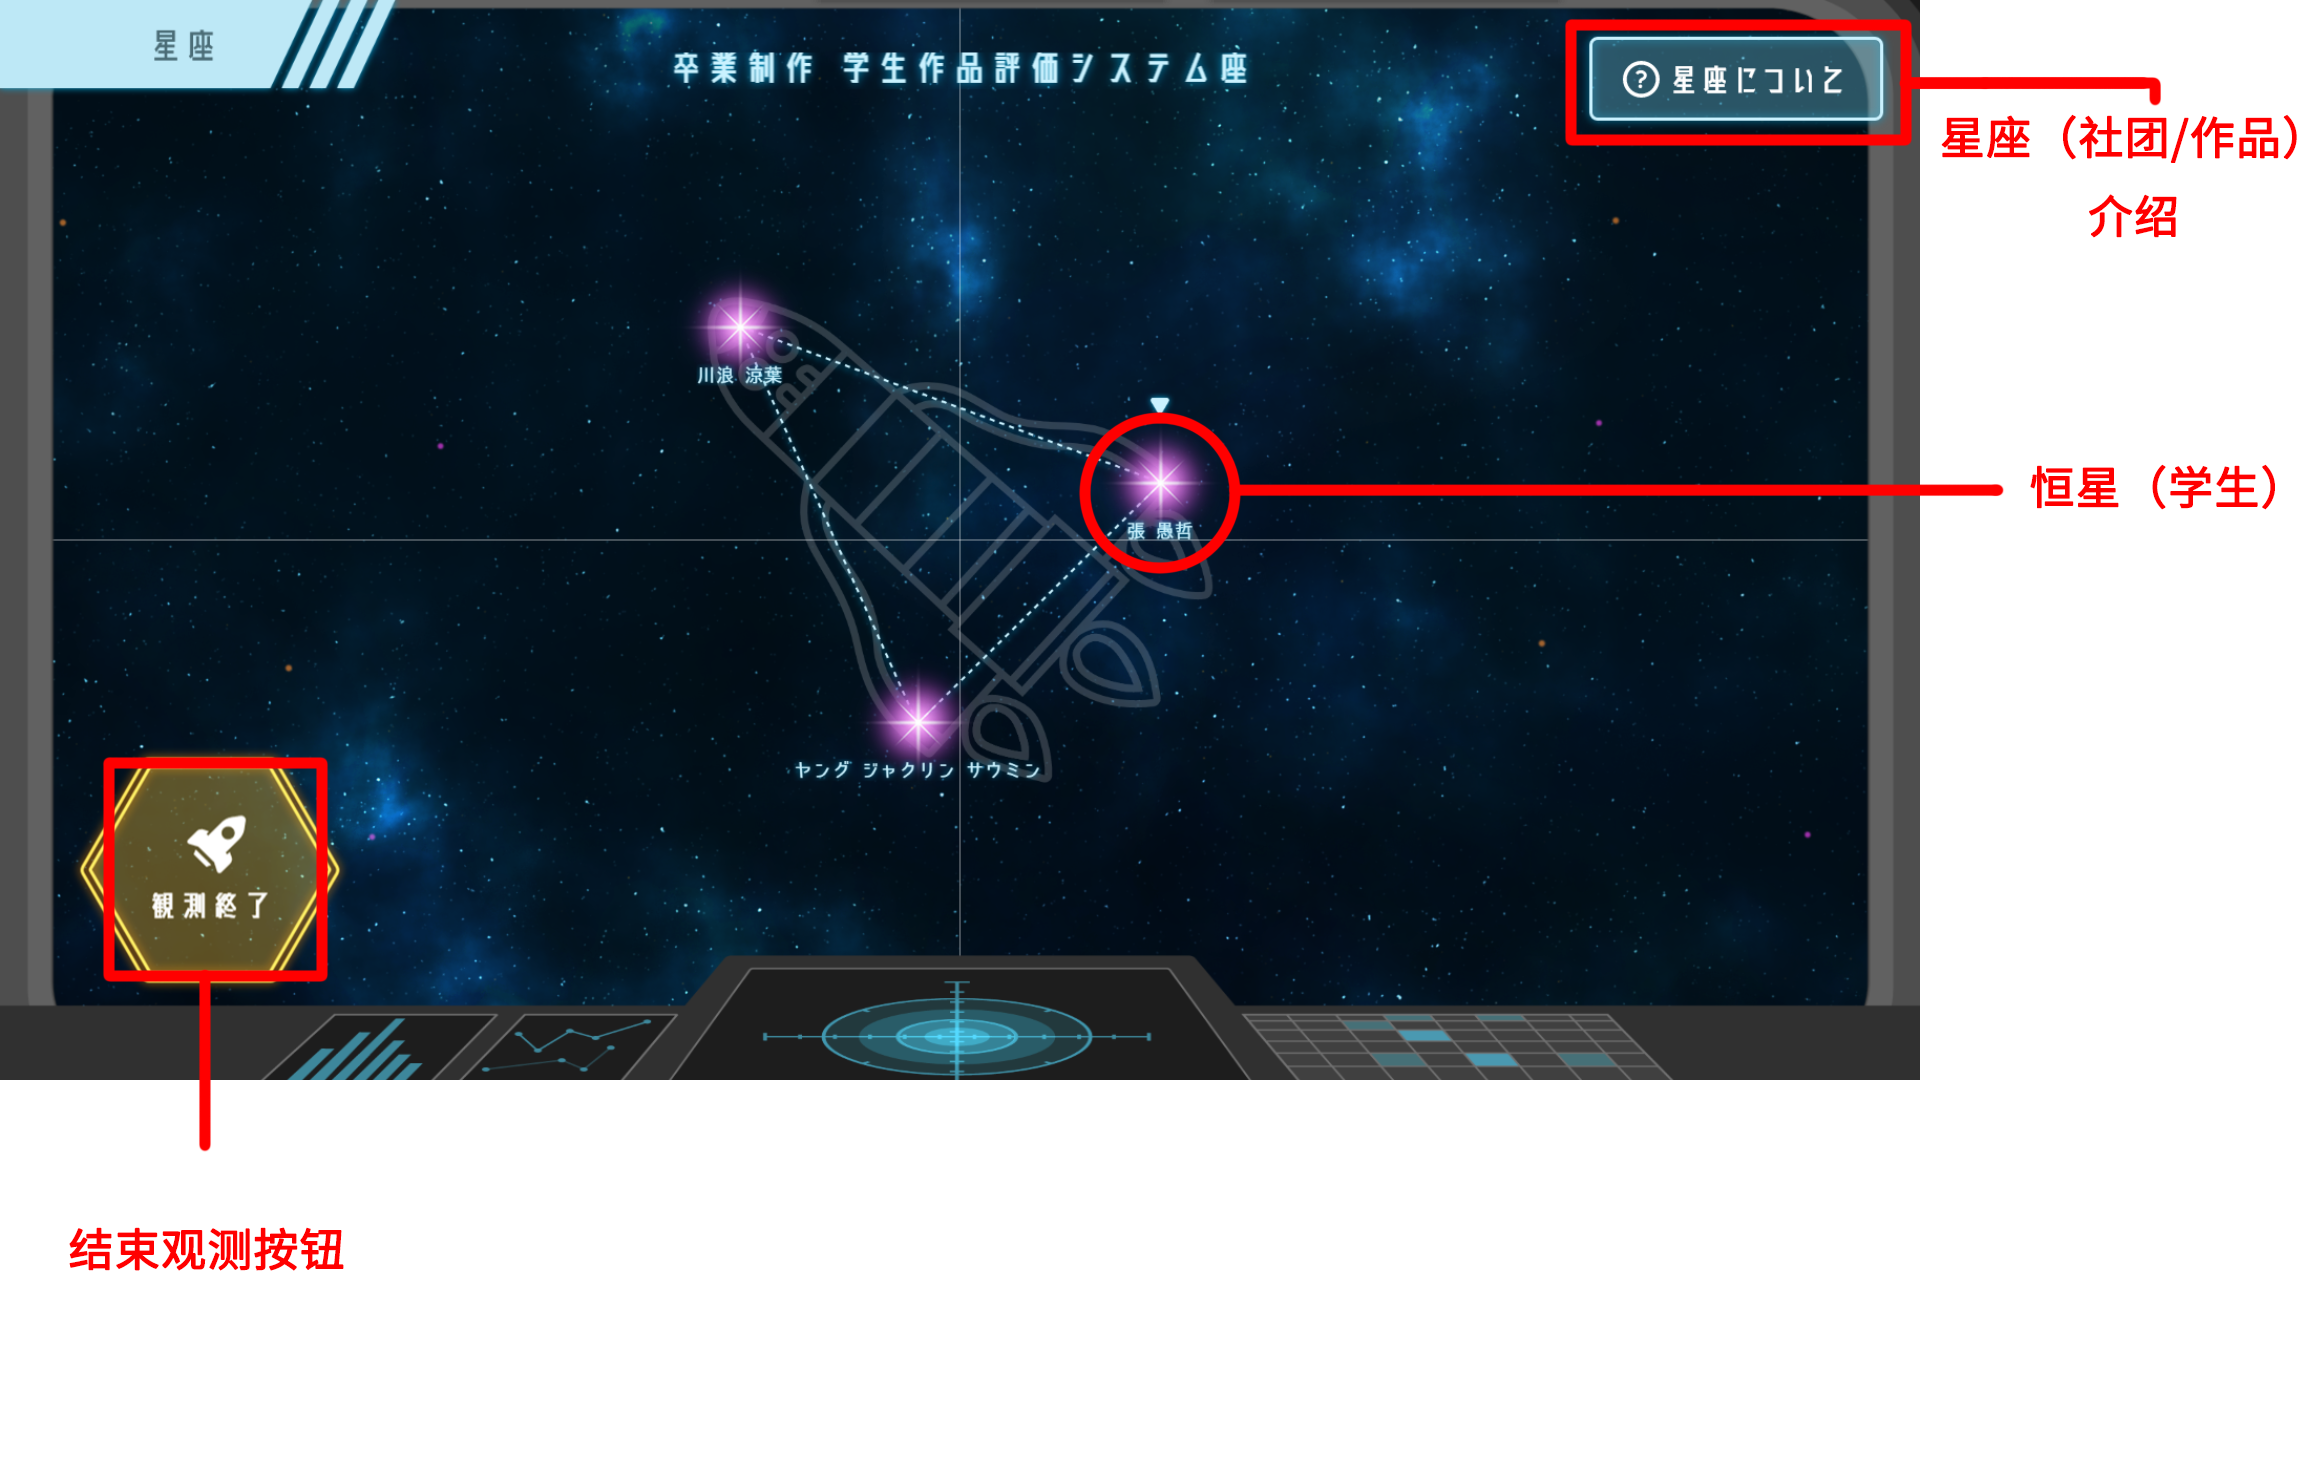 星座
卒業制作 学生作品評価システム座
? 星座について
星座（社团/作品）
介绍
川浪 涼葉
恒星（学生）
張 愚哲
ヤング ジャクリン サウミン
観測終了
结束观测按钮